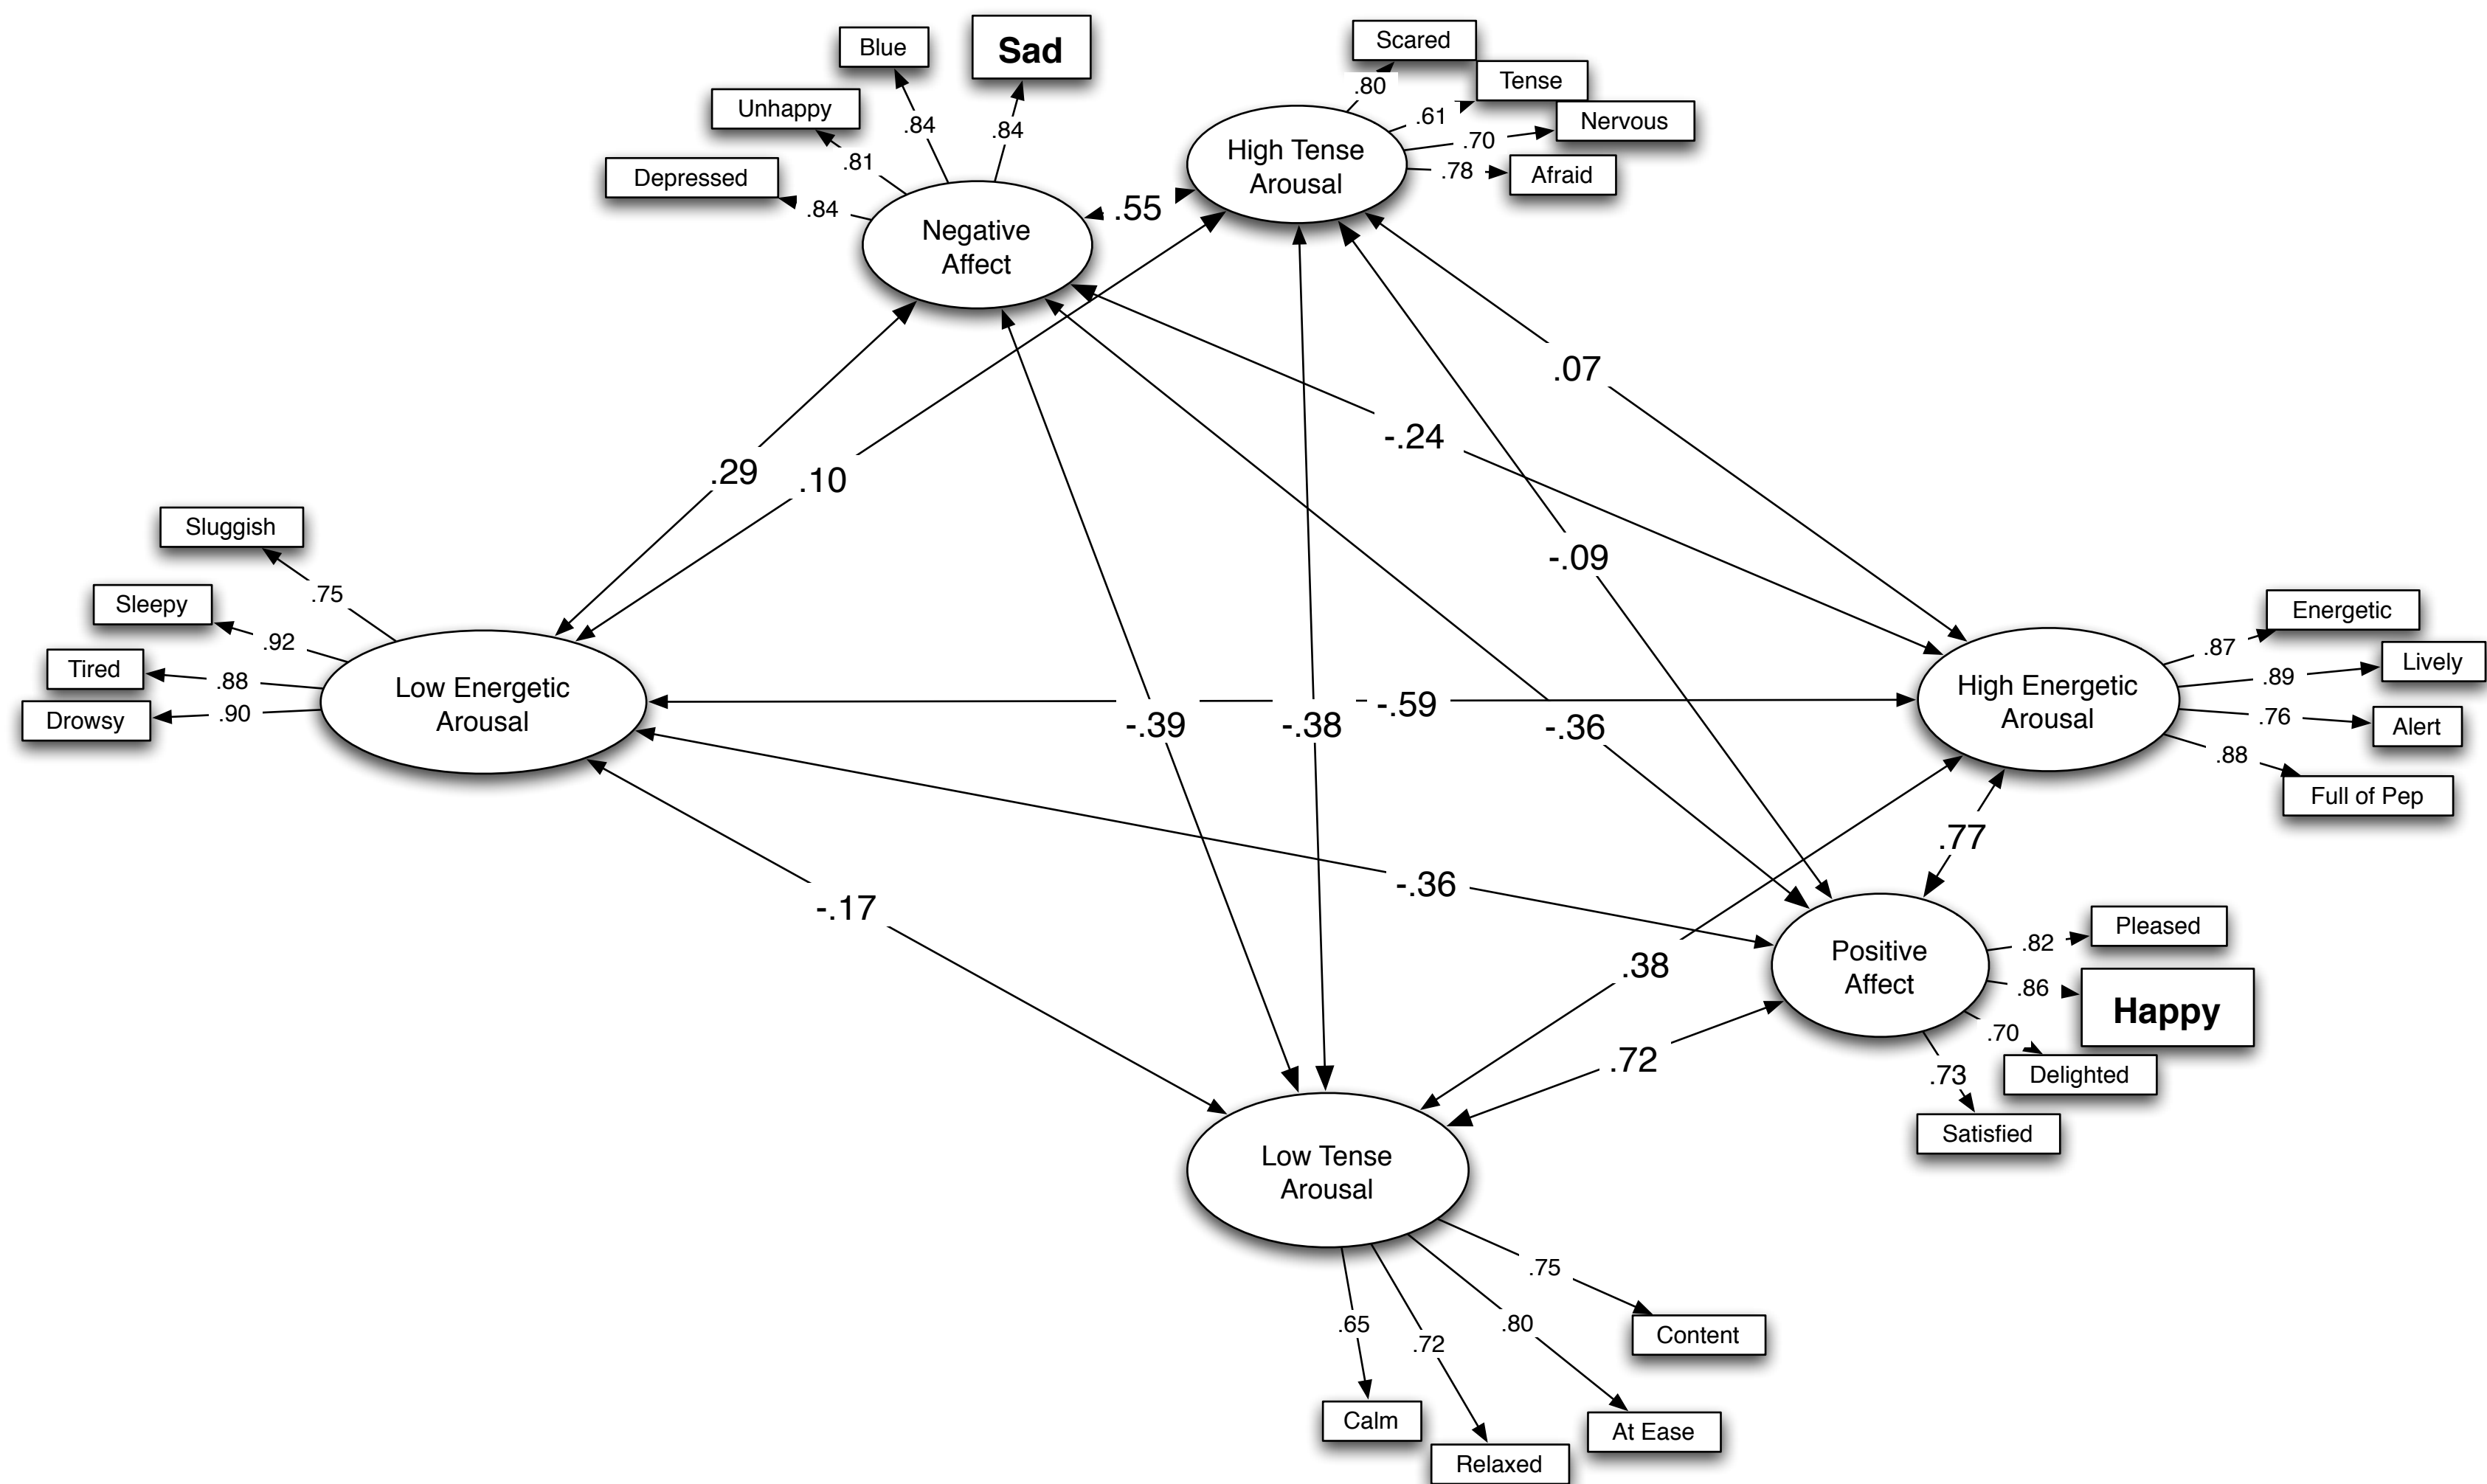 Blue
Sad
Scared
.80
Tense
Unhappy
.84
.84
.61
Nervous
.70
High Tense
Arousal
Depressed
.81
.78
Afraid
.84
.55
Negative
Affect
.07
-.24
.29
.10
Sluggish
-.09
Sleepy
.75
Energetic
.92
.87
Lively
Tired
.88
.89
Low Energetic
Arousal
High Energetic
Arousal
Drowsy
.90
-.59
.76
Alert
-.39
-.38
-.36
.88
Full of Pep
.77
-.36
-.17
Pleased
.82
Positive
Affect
.38
.86
Happy
.70
.72
.73
Delighted
Satisfied
Low Tense
Arousal
.75
.65
.80
.72
Content
Calm
At Ease
Relaxed